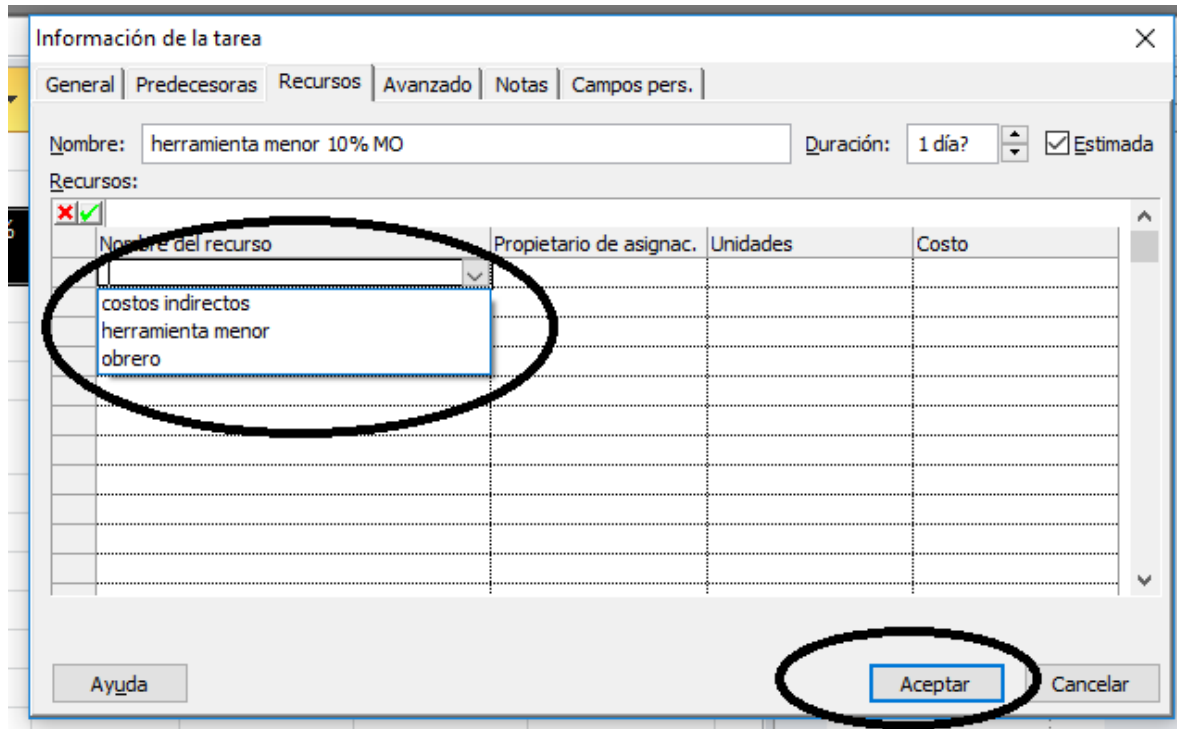 Información de la tarea
General Predecesoras Recursos Avanzado Notas Campos pers.
Nombre: herramienta menor 10% MO Duración: 1 día? Estimada
Recursos:
Nombre del recurso Propietario de asignac. Unidades Costo
costos indirectos
herramienta menor
obrero
Ayuda Aceptar Cancelar